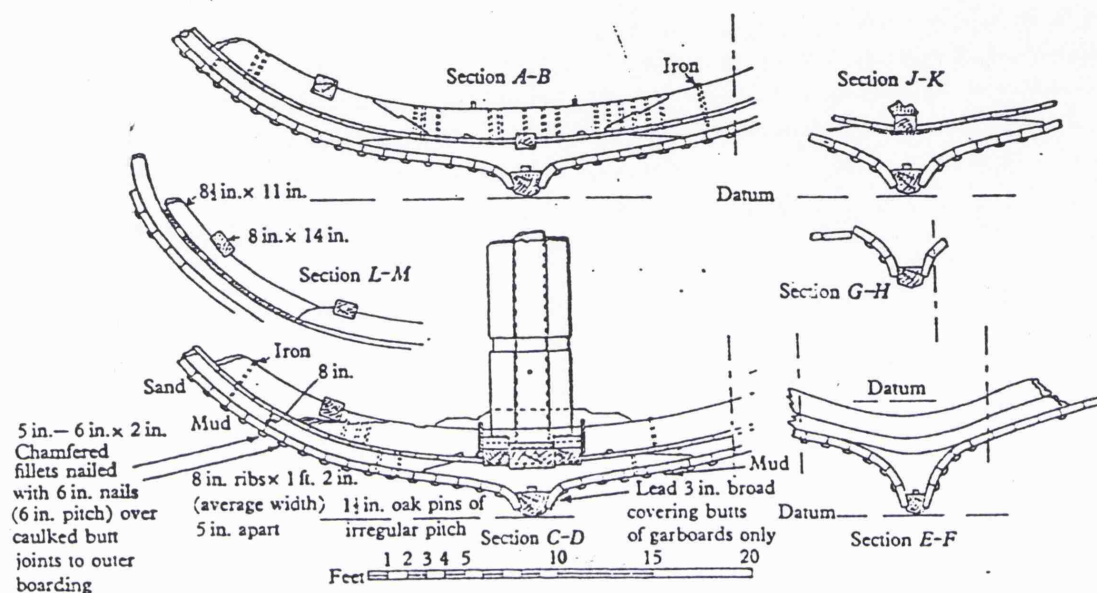 Section A-B
Iron
Section J-K
Datum
8½ in. × 11 in.
8 in. × 14 in.
Section L-M
Section G-H
Iron
8 in.
Sand
Mud
5 in. – 6 in. × 2 in.
Chamfered
fillets nailed
with 6 in. nails
(6 in. pitch) over
caulked butt
joints to outer
boarding
8 in. ribs × 1 ft. 2 in.
(average width)
5 in. apart
1½ in. oak pins of
irregular pitch
Section C-D
Mud
Lead 3 in. broad
covering butts
of garboards only
Datum
Datum
Section E-F
Feet 1 2 3 4 5 10 15 20